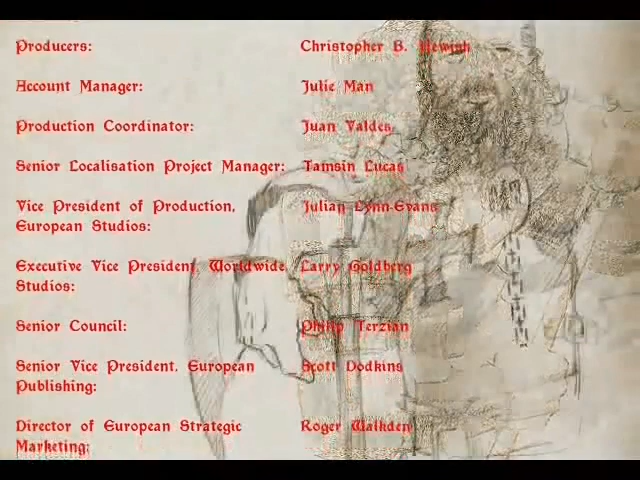 Producers: Christopher B. Hewish
Account Manager: Julie Man
Production Coordinator: Juan Valdes
Senior Localisation Project Manager: Tamsin Lucas
Vice President of Production, Julian Lynn-Evans
European Studios:
Executive Vice President, Worldwide Larry Goldberg
Studios:
Senior Council: Philip Terzian
Senior Vice President, European Scott Dodkins
Publishing:
Director of European Strategic Roger Walkden
Marketing: